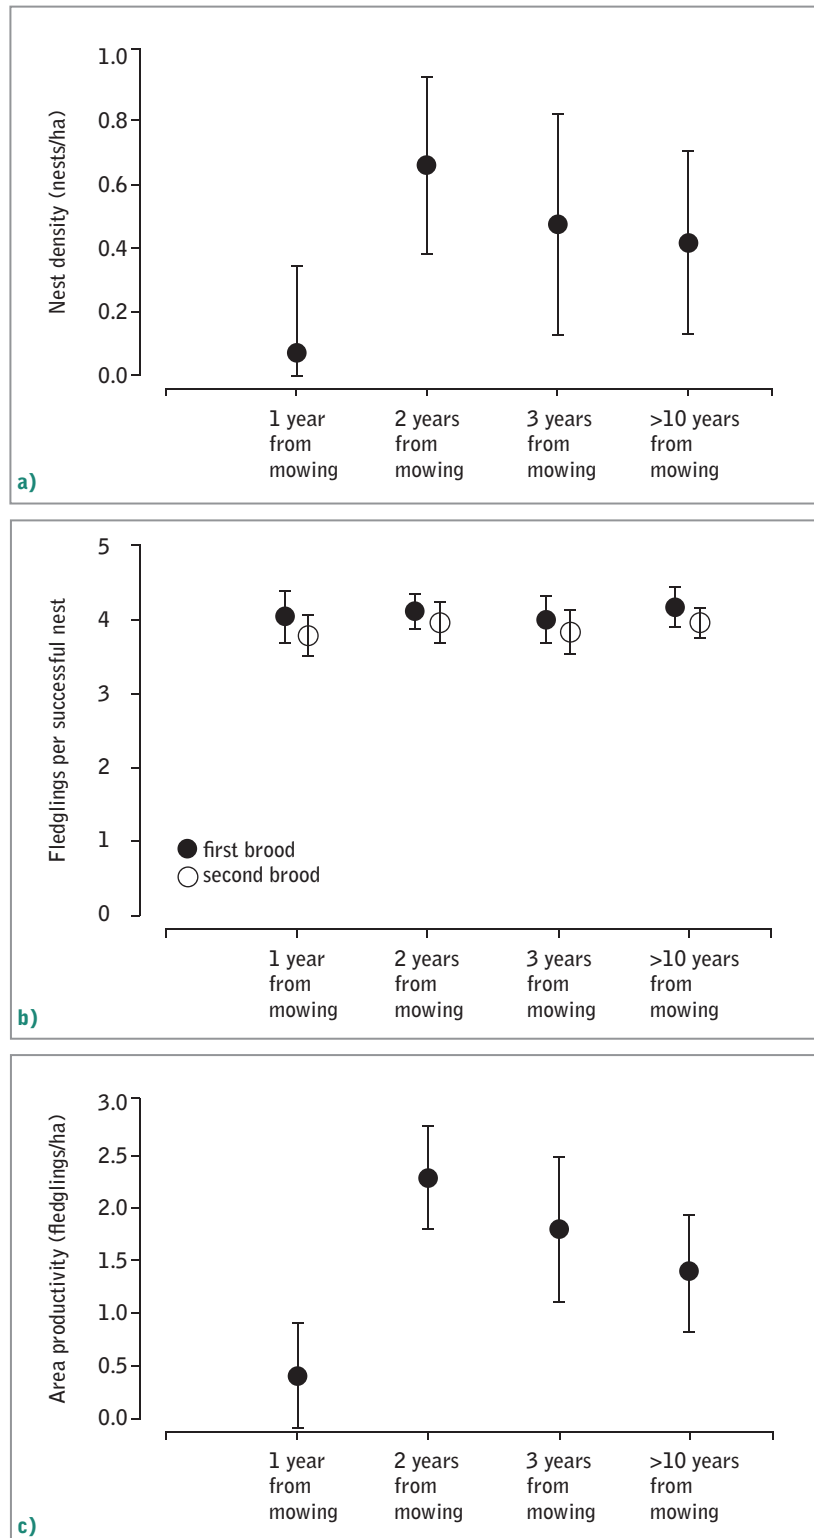 Nest density (nests/ha)
1.0
0.8
0.6
0.4
0.2
0.0
1 year from mowing
2 years from mowing
3 years from mowing
>10 years from mowing
a)
Fledglings per successful nest
5
4
3
2
1
0
first brood
second brood
1 year from mowing
2 years from mowing
3 years from mowing
>10 years from mowing
b)
Area productivity (fledglings/ha)
3.0
2.5
2.0
1.5
1.0
0.5
0.0
1 year from mowing
2 years from mowing
3 years from mowing
>10 years from mowing
c)